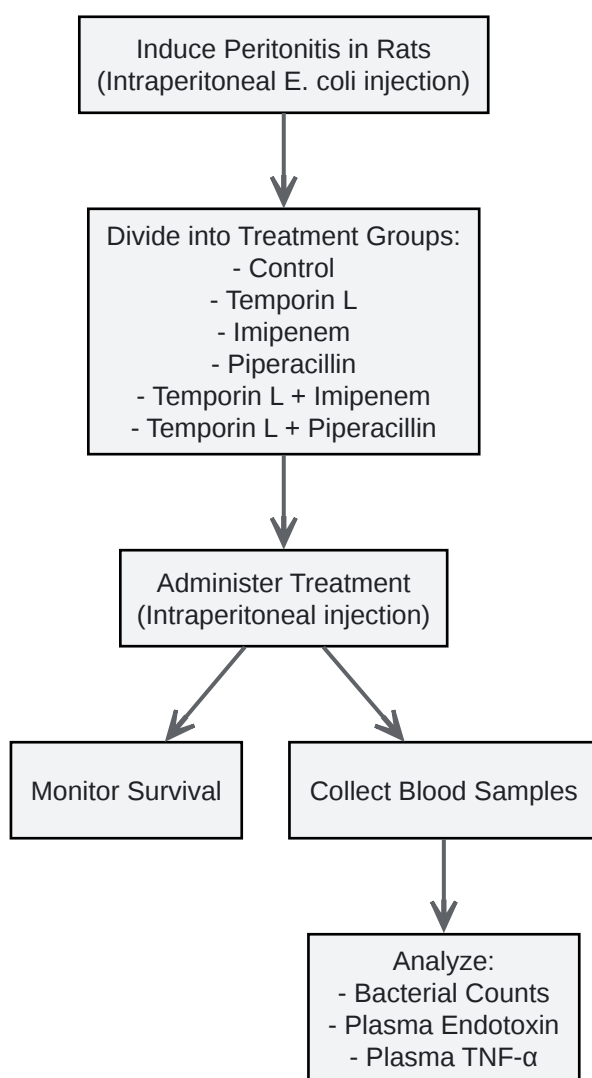 Induce Peritonitis in Rats
(Intraperitoneal E. coli injection)
Divide into Treatment Groups:
- Control
- Temporin L
- Imipenem
- Piperacillin
- Temporin L + Imipenem
- Temporin L + Piperacillin
Administer Treatment
(Intraperitoneal injection)
Monitor Survival
Collect Blood Samples
Analyze:
- Bacterial Counts
- Plasma Endotoxin
- Plasma TNF-α